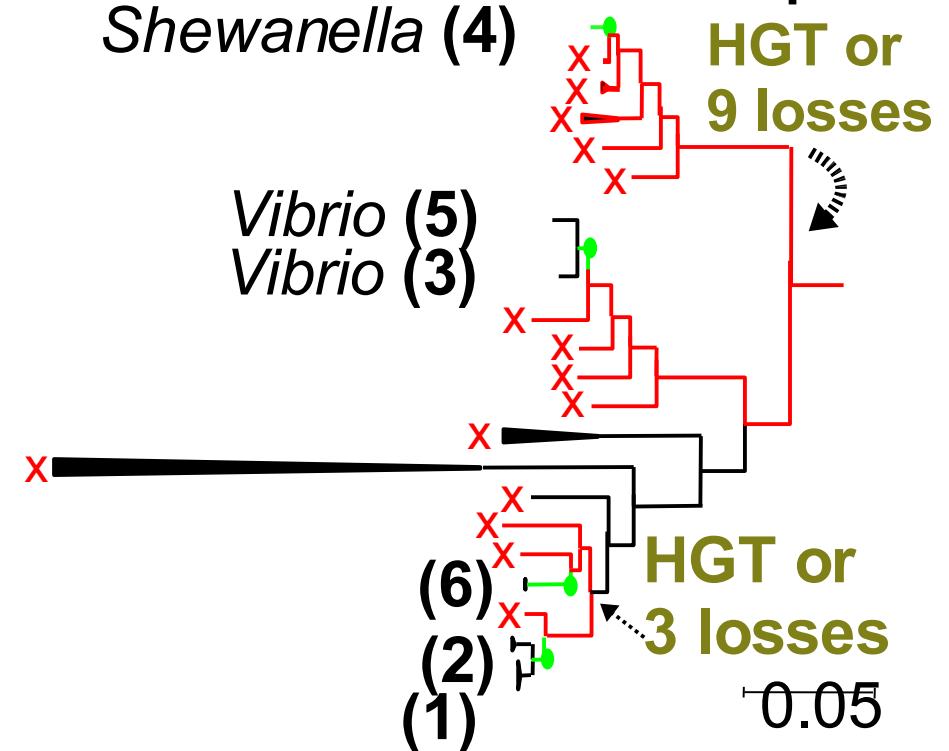 Shewanella (4)
HGT or
9 losses
X
X
X
X
X
Vibrio (5)
Vibrio (3)
X
X
X
X
X
X
X
X
X
(6)
X
(2)
(1)
HGT or
3 losses
0.05